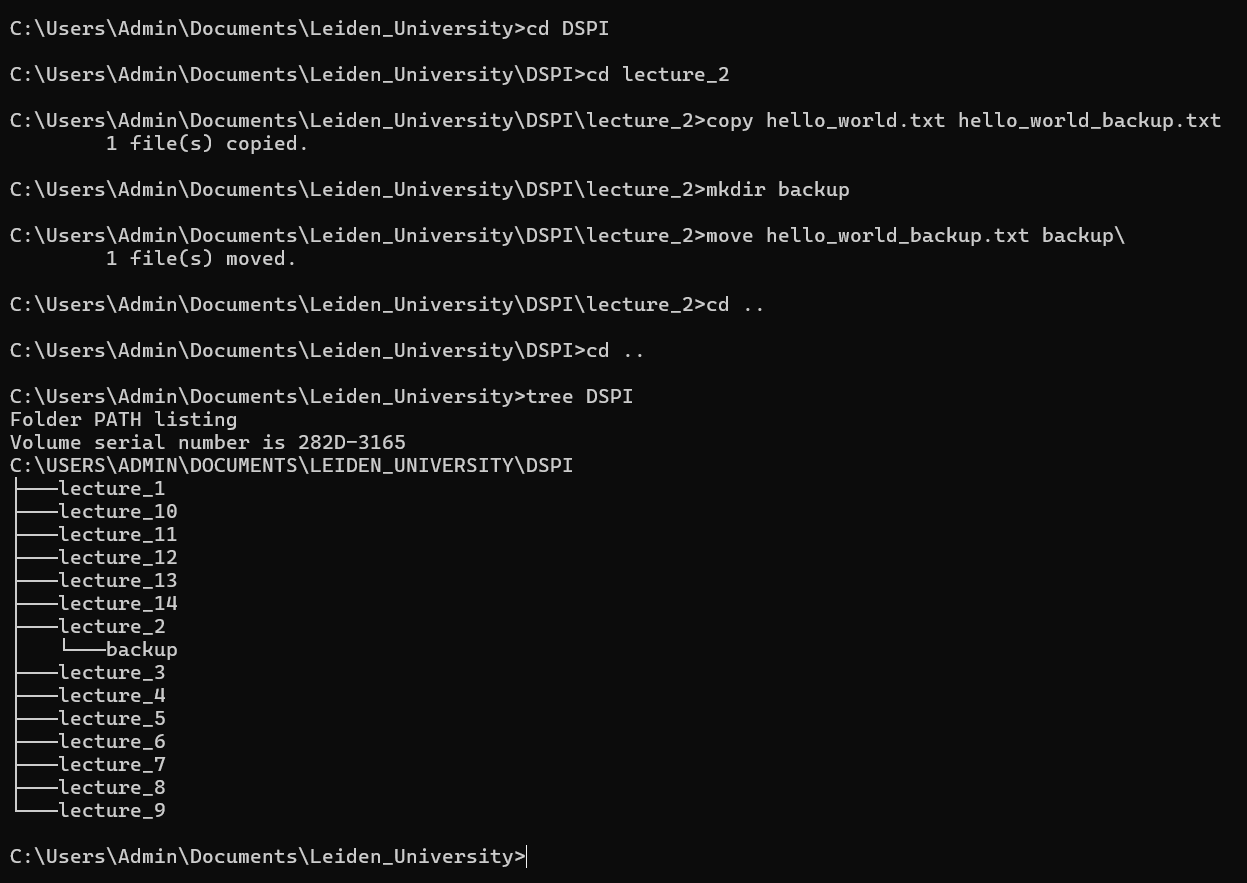 C:\Users\Admin\Documents\Leiden_University>cd DSPI
C:\Users\Admin\Documents\Leiden_University\DSPI>cd lecture_2
C:\Users\Admin\Documents\Leiden_University\DSPI\lecture_2>copy hello_world.txt hello_world_backup.txt
        1 file(s) copied.
C:\Users\Admin\Documents\Leiden_University\DSPI\lecture_2>mkdir backup
C:\Users\Admin\Documents\Leiden_University\DSPI\lecture_2>move hello_world_backup.txt backup\
        1 file(s) moved.
C:\Users\Admin\Documents\Leiden_University\DSPI\lecture_2>cd ..
C:\Users\Admin\Documents\Leiden_University\DSPI>cd ..
C:\Users\Admin\Documents\Leiden_University>tree DSPI
Folder PATH listing
Volume serial number is 282D-3165
C:\USERS\ADMIN\DOCUMENTS\LEIDEN_UNIVERSITY\DSPI
├───lecture_1
├───lecture_10
├───lecture_11
├───lecture_12
├───lecture_13
├───lecture_14
├───lecture_2
│   └───backup
├───lecture_3
├───lecture_4
├───lecture_5
├───lecture_6
├───lecture_7
├───lecture_8
└───lecture_9
C:\Users\Admin\Documents\Leiden_University>